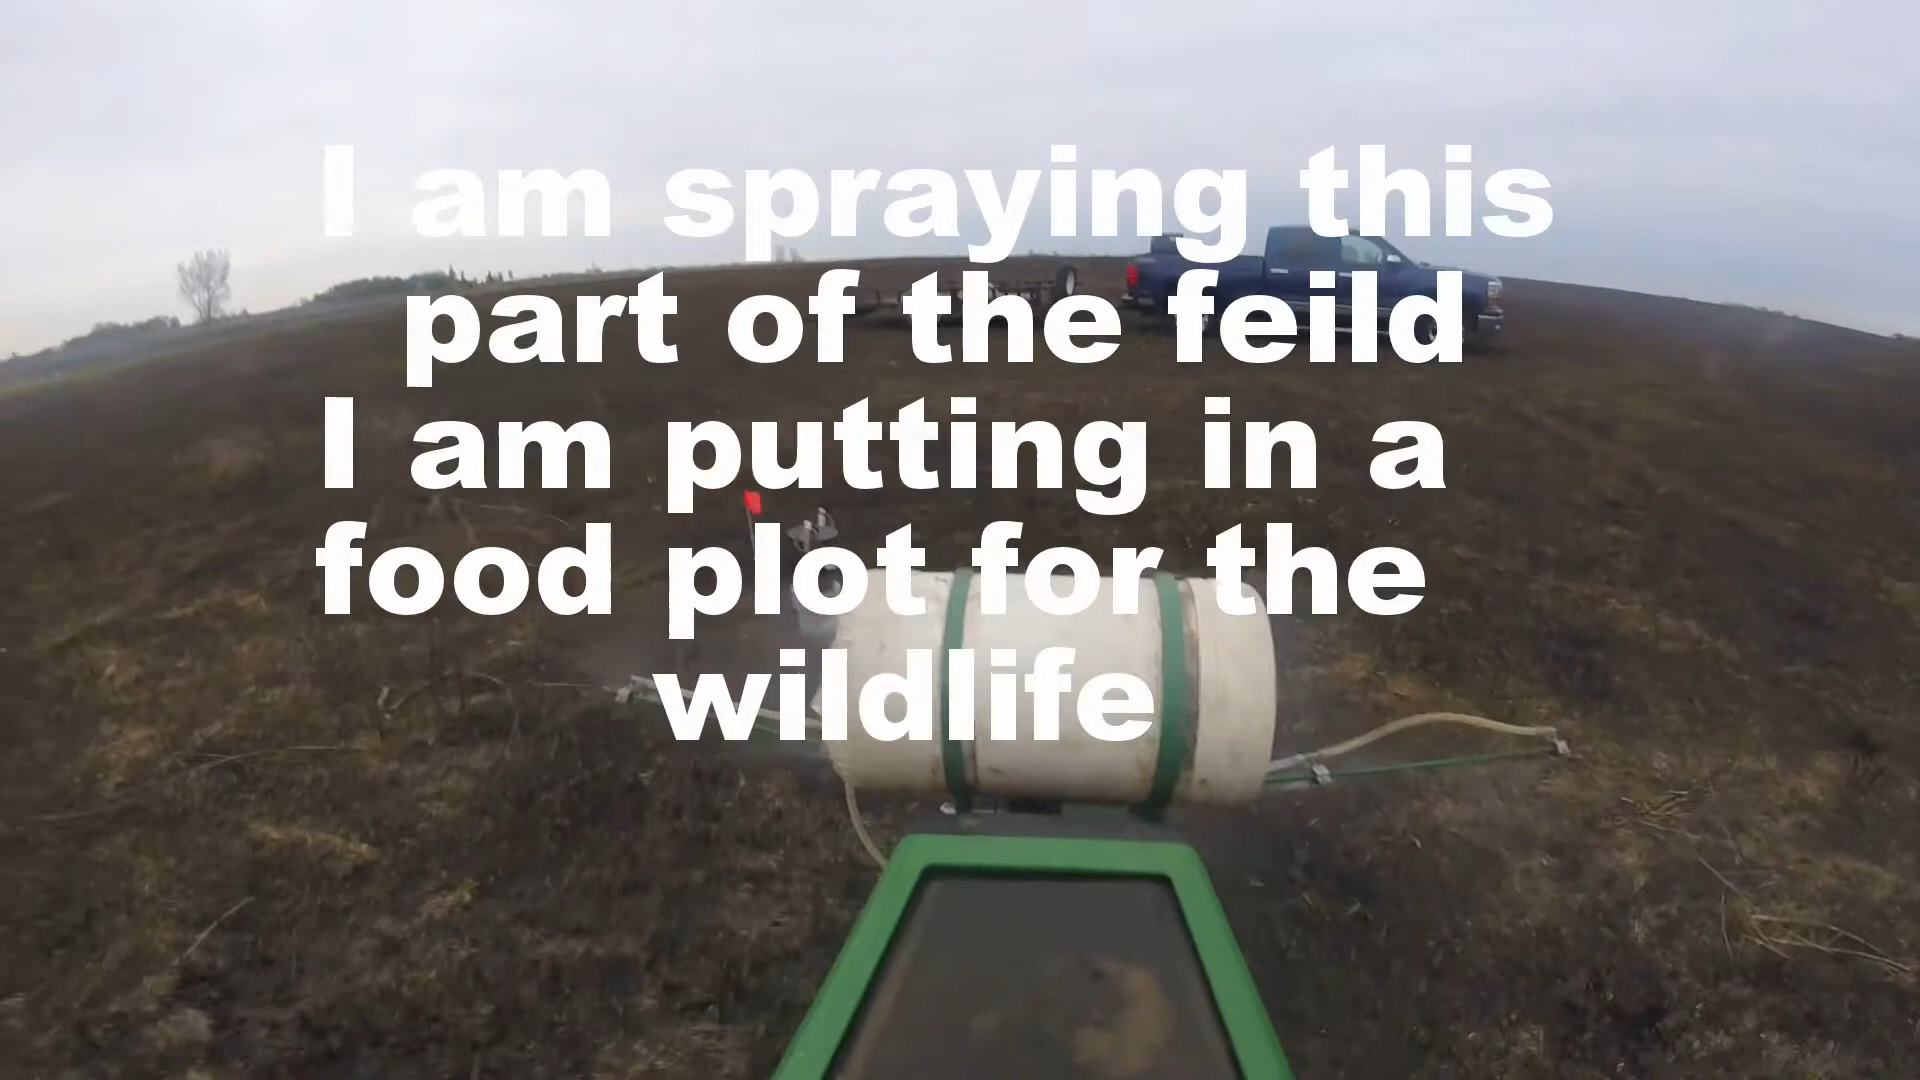 I am spraying this
part of the feild
I am putting in a
food plot for the
wildlife